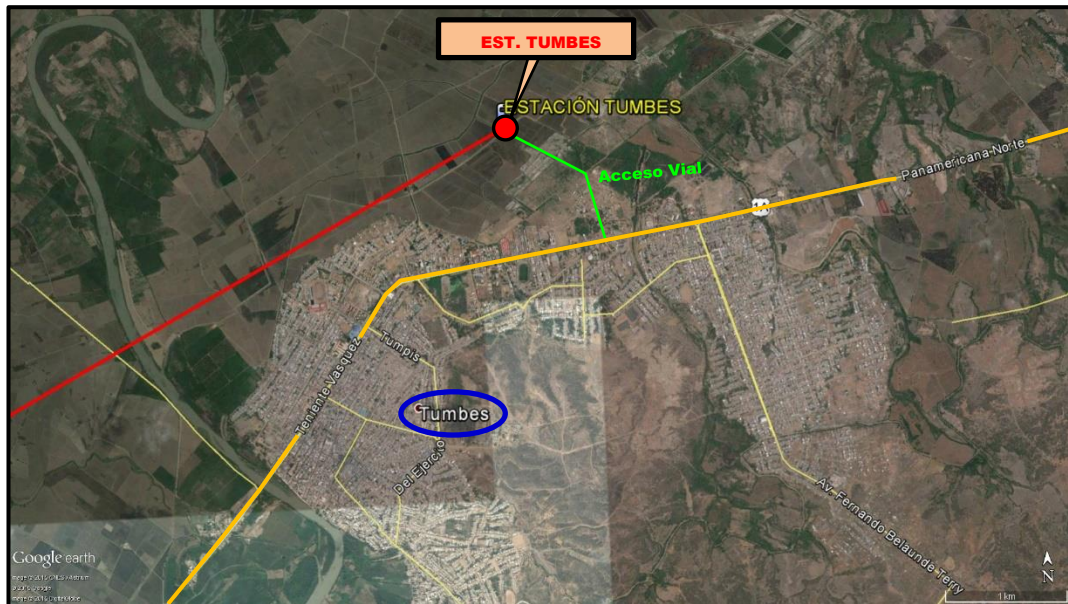 EST. TUMBES
ESTACIÓN TUMBES
Acceso Vial
Panamericana-Norte
Tumpis
Teniente Vasquez
Tumbes
Del Ejercito
Av. Fernando Belaunde Terry
Google earth
N
1 km